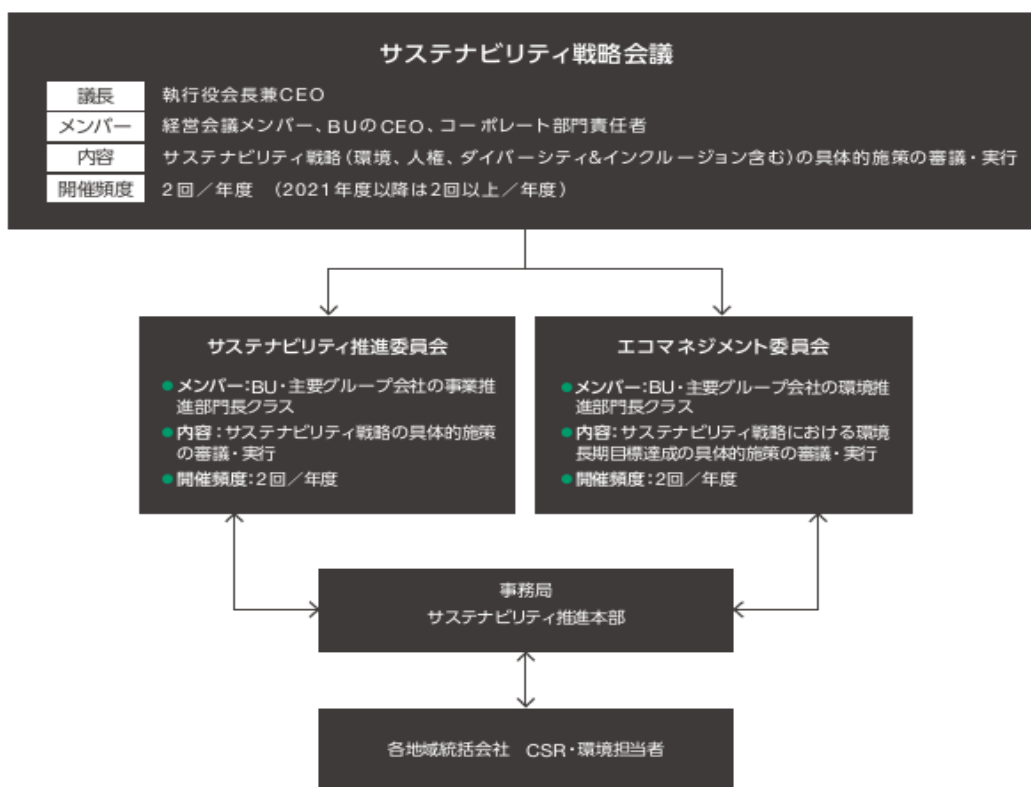 サステナビリティ戦略会議
議長 執行役会長兼CEO
メンバー 経営会議メンバー、BUのCEO、コーポレート部門責任者
内容 サステナビリティ戦略(環境、人権、ダイバーシティ&インクルージョン含む)の具体的施策の審議・実行
開催頻度 2回/年度 (2021年度以降は2回以上/年度)
サステナビリティ推進委員会
●メンバー:BU・主要グループ会社の事業推
進部門長クラス
●内容:サステナビリティ戦略の具体的施策
の審議・実行
●開催頻度:2回/年度
エコマネジメント委員会
●メンバー:BU・主要グループ会社の環境推
進部門長クラス
●内容:サステナビリティ戦略における環境
長期目標達成の具体的施策の審議・実行
●開催頻度:2回/年度
事務局
サステナビリティ推進本部
各地域統括会社 CSR・環境担当者